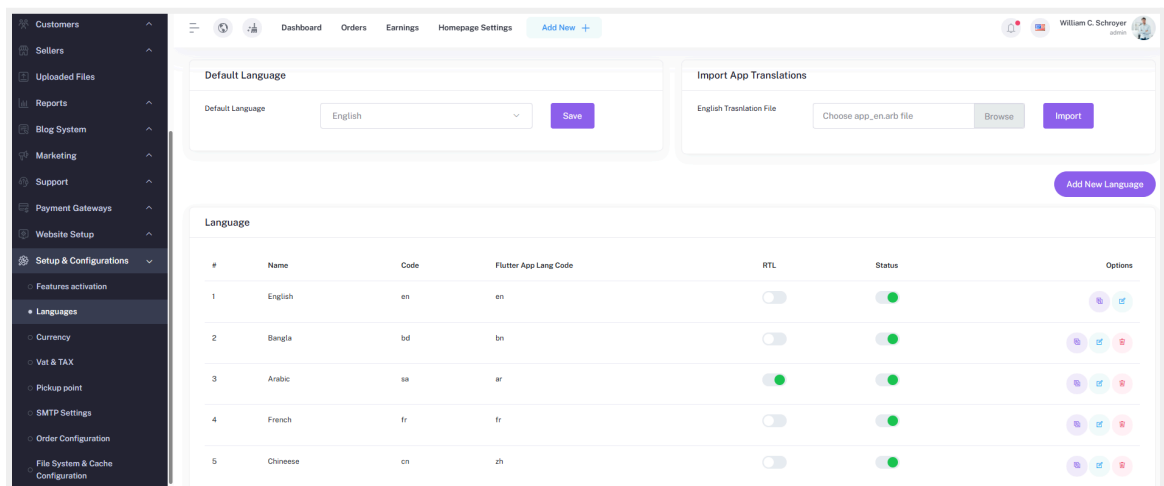 Customers
Sellers
Uploaded Files
Reports
Blog System
Marketing
Support
Payment Gateways
Website Setup
Setup & Configurations
Features activation
Languages
Currency
Vat & TAX
Pickup point
SMTP Settings
Order Configuration
File System & Cache
Configuration
Dashboard Orders Earnings Homepage Settings Add New +
William C. Schroyer
admin
Default Language
Default Language English Save
Import App Translations
English Trasnlation File Choose app_en.arb file Browse Import
Add New Language
Language
# Name Code Flutter App Lang Code RTL Status Options
1 English en en
2 Bangla bd bn
3 Arabic sa ar
4 French fr fr
5 Chineese cn zh